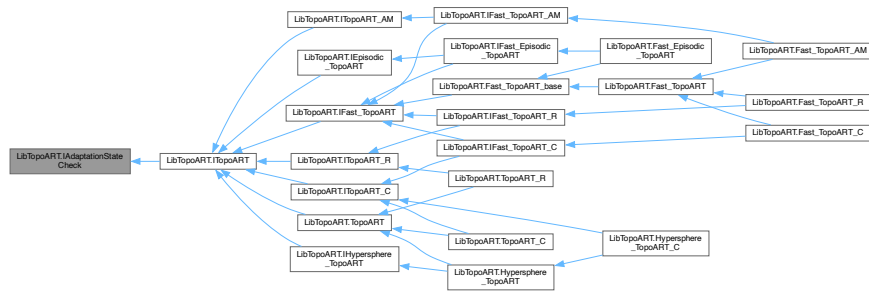 LibTopoART.IAdaptationState
Check
LibTopoART.ITopoART
LibTopoART.ITopoART_AM
LibTopoART.IEpisodic
_TopoART
LibTopoART.IFast_TopoART
LibTopoART.ITopoART_R
LibTopoART.ITopoART_C
LibTopoART.TopoART
LibTopoART.IHypersphere
_TopoART
LibTopoART.IFast_TopoART_AM
LibTopoART.IFast_Episodic
_TopoART
LibTopoART.Fast_TopoART_base
LibTopoART.IFast_TopoART_R
LibTopoART.IFast_TopoART_C
LibTopoART.TopoART_R
LibTopoART.TopoART_C
LibTopoART.Hypersphere
_TopoART
LibTopoART.Fast_Episodic
_TopoART
LibTopoART.Fast_TopoART
LibTopoART.Hypersphere
_TopoART_C
LibTopoART.Fast_TopoART_AM
LibTopoART.Fast_TopoART_R
LibTopoART.Fast_TopoART_C